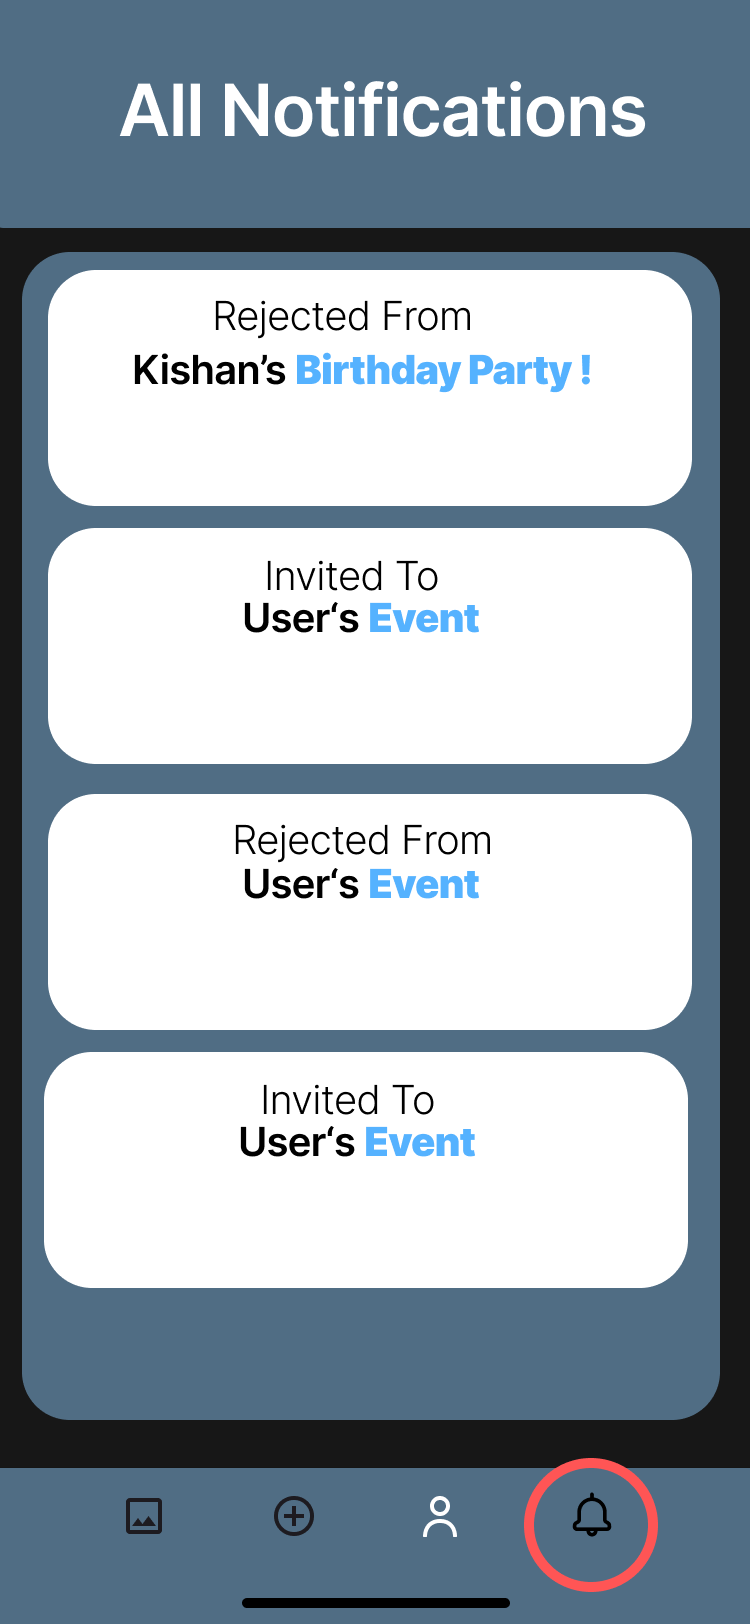 All Notifications
Rejected From
Kishan’s Birthday Party !
Invited To
User‘s Event
Rejected From
User‘s Event
Invited To
User‘s Event